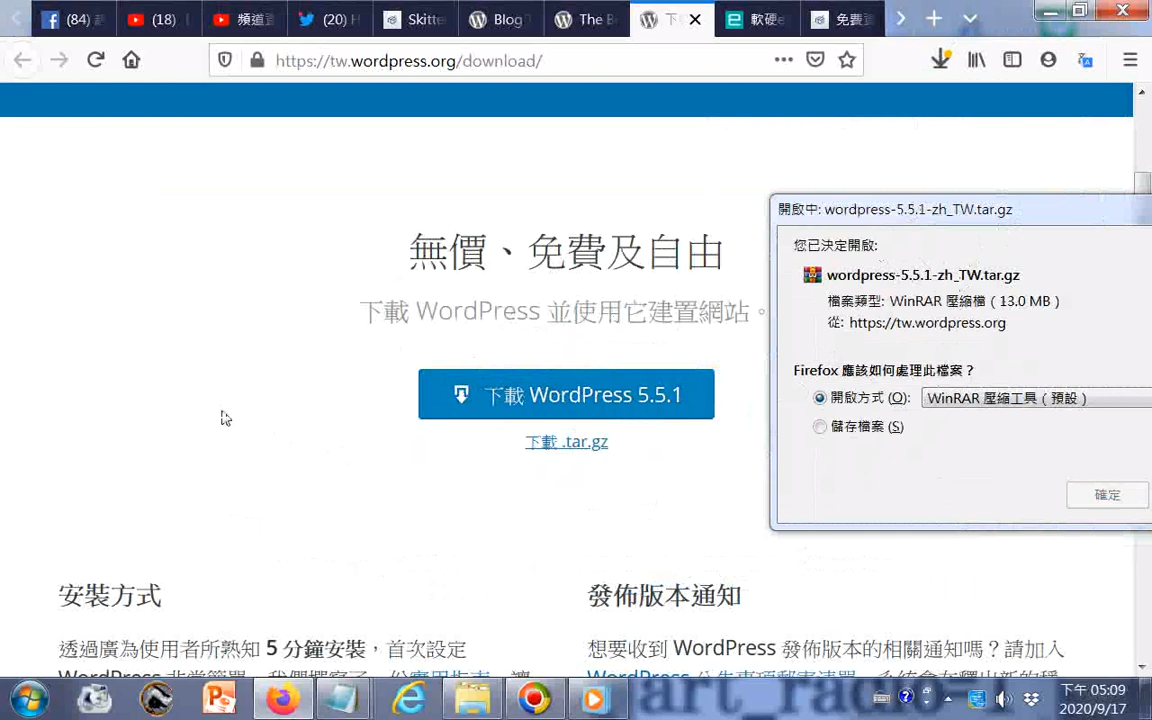 (84)
(18)
頻道
(20)
Skitte
Blog
The B
下
軟硬
免費
https://tw.wordpress.org/download/
無價、免費及自由
下載 WordPress 並使用它建置網站。
下載 WordPress 5.5.1
下載 .tar.gz
開啟中: wordpress-5.5.1-zh_TW.tar.gz
您已決定開啟:
wordpress-5.5.1-zh_TW.tar.gz
檔案類型: WinRAR 壓縮檔 ( 13.0 MB )
從: https://tw.wordpress.org
Firefox 應該如何處理此檔案？
開啟方式 (O):
WinRAR 壓縮工具 ( 預設 )
儲存檔案 (S)
確定
安裝方式
透過廣為使用者所熟知 5 分鐘安裝，首次設定
發佈版本通知
想要收到 WordPress 發佈版本的相關通知嗎？請加入
art_rach
下午 05:09
2020/9/17